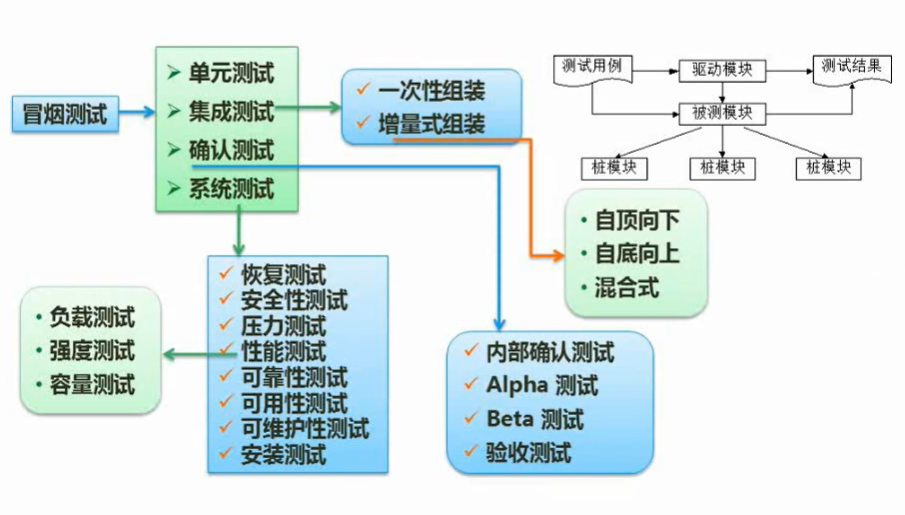 冒烟测试
单元测试
集成测试
确认测试
系统测试
一次性组装
增量式组装
测试用例
驱动模块
测试结果
被测模块
桩模块
桩模块
桩模块
自顶向下
自底向上
混合式
恢复测试
安全性测试
压力测试
性能测试
可靠性测试
可用性测试
可维护性测试
安装测试
负载测试
强度测试
容量测试
内部确认测试
Alpha 测试
Beta 测试
验收测试